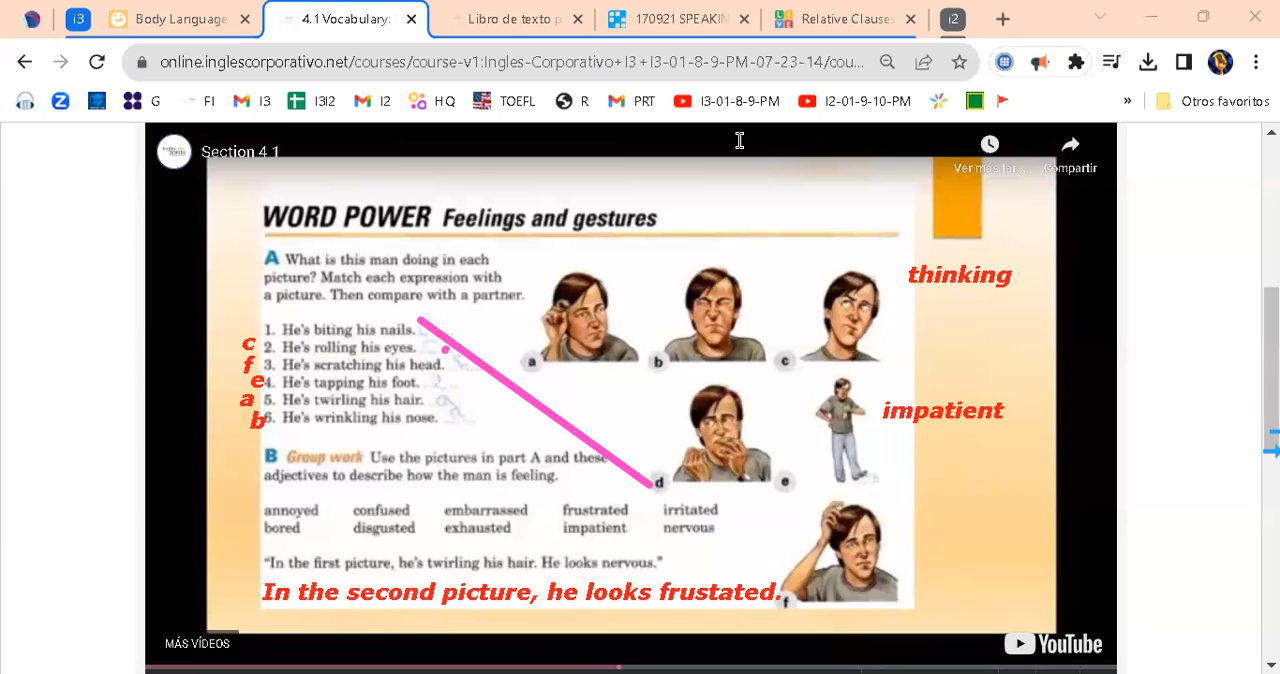 i3
Body Language
4.1 Vocabulary:
Libro de texto p
170921 SPEAKIN
Relative Clauses
i2
online.inglescorporativo.net/courses/course-v1:Ingles-Corporativo+I3+I3-01-8-9-PM-07-23-14/cou...
G
FI
I3
I3I2
I2
HQ
TOEFL
R
PRT
I3-01-8-9-PM
I2-01-9-10-PM
»
Otros favoritos
Section 4 1
Ver más tar...
Compartir
WORD POWER Feelings and gestures
A What is this man doing in each
picture? Match each expression with
a picture. Then compare with a partner.
thinking
1. He's biting his nails.
c 2. He's rolling his eyes.
f 3. He's scratching his head.
e 4. He's tapping his foot.
a 5. He's twirling his hair.
b 6. He's wrinkling his nose.
a
b
c
impatient
B Group work Use the pictures in part A and these
adjectives to describe how the man is feeling.
d
e
annoyed confused embarrassed frustrated irritated
bored disgusted exhausted impatient nervous
"In the first picture, he's twirling his hair. He looks nervous."
In the second picture, he looks frustated.
f
MÁS VÍDEOS
YouTube